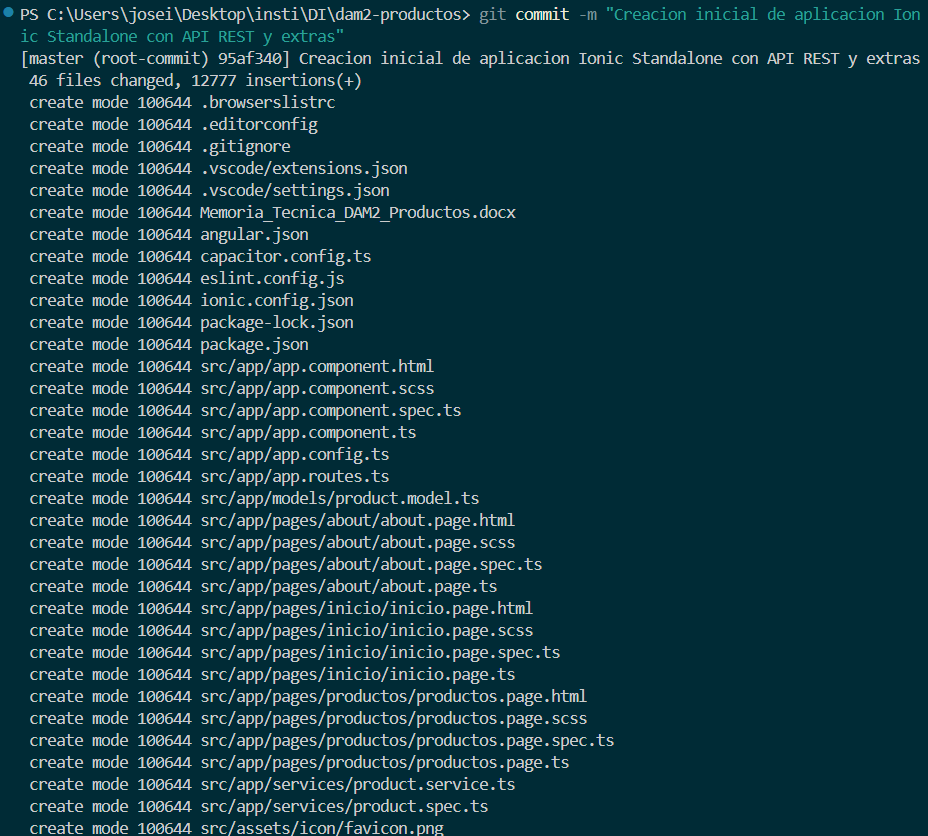 PS C:\Users\josei\Desktop\insti\DI\dam2-productos> git commit -m "Creacion inicial de aplicacion Ion
ic Standalone con API REST y extras"
[master (root-commit) 95af340] Creacion inicial de aplicacion Ionic Standalone con API REST y extras
 46 files changed, 12777 insertions(+)
 create mode 100644 .browserslistrc
 create mode 100644 .editorconfig
 create mode 100644 .gitignore
 create mode 100644 .vscode/extensions.json
 create mode 100644 .vscode/settings.json
 create mode 100644 Memoria_Tecnica_DAM2_Productos.docx
 create mode 100644 angular.json
 create mode 100644 capacitor.config.ts
 create mode 100644 eslint.config.js
 create mode 100644 ionic.config.json
 create mode 100644 package-lock.json
 create mode 100644 package.json
 create mode 100644 src/app/app.component.html
 create mode 100644 src/app/app.component.scss
 create mode 100644 src/app/app.component.spec.ts
 create mode 100644 src/app/app.component.ts
 create mode 100644 src/app/app.config.ts
 create mode 100644 src/app/app.routes.ts
 create mode 100644 src/app/models/product.model.ts
 create mode 100644 src/app/pages/about/about.page.html
 create mode 100644 src/app/pages/about/about.page.scss
 create mode 100644 src/app/pages/about/about.page.spec.ts
 create mode 100644 src/app/pages/about/about.page.ts
 create mode 100644 src/app/pages/inicio/inicio.page.html
 create mode 100644 src/app/pages/inicio/inicio.page.scss
 create mode 100644 src/app/pages/inicio/inicio.page.spec.ts
 create mode 100644 src/app/pages/inicio/inicio.page.ts
 create mode 100644 src/app/pages/productos/productos.page.html
 create mode 100644 src/app/pages/productos/productos.page.scss
 create mode 100644 src/app/pages/productos/productos.page.spec.ts
 create mode 100644 src/app/pages/productos/productos.page.ts
 create mode 100644 src/app/services/product.service.ts
 create mode 100644 src/app/services/product.spec.ts
 create mode 100644 src/assets/icon/favicon.png